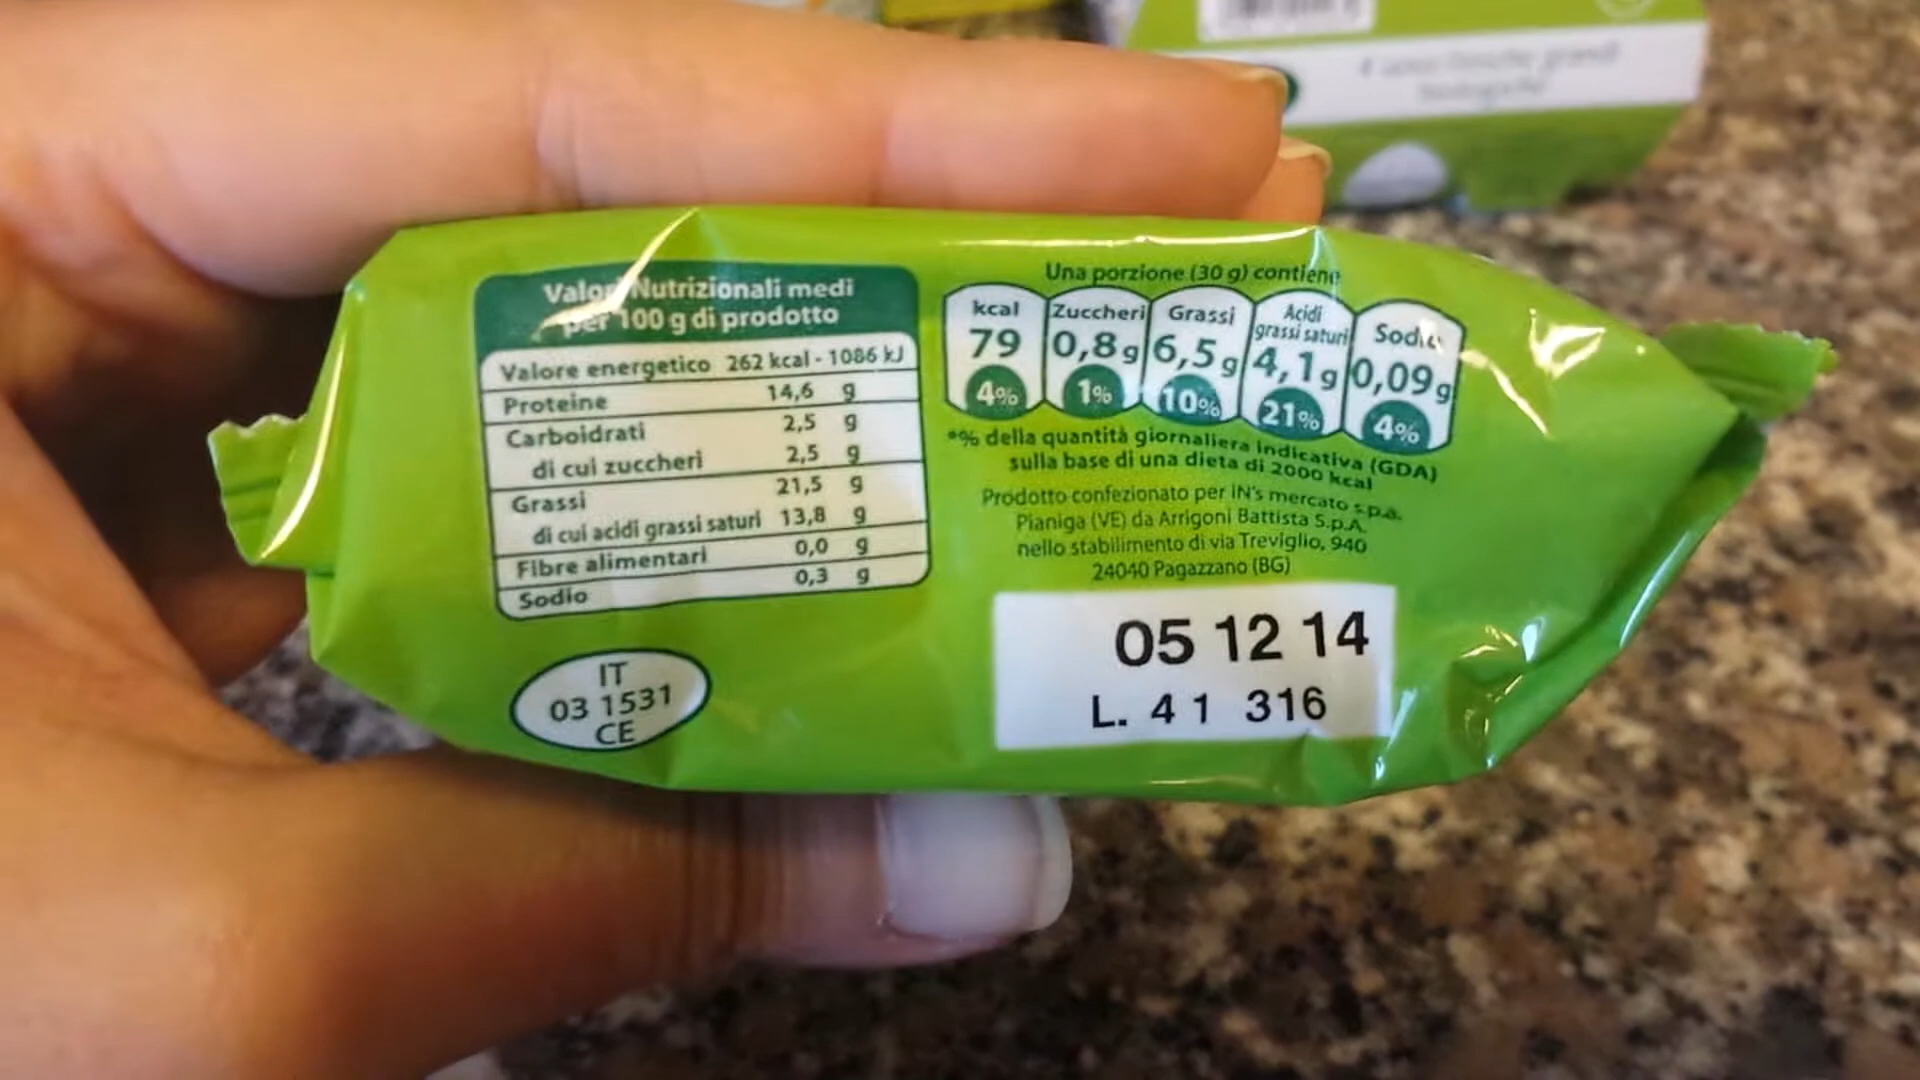 Valori Nutrizionali medi
per 100 g di prodotto
Valore energetico 262 kcal - 1086 kJ
Proteine 14,6 g
Carboidrati 2,5 g
di cui zuccheri 2,5 g
Grassi 21,5 g
di cui acidi grassi saturi 13,8 g
Fibre alimentari 0,0 g
Sodio 0,3 g
IT
03 1531
CE
Una porzione (30 g) contiene
kcal
79
4%
Zuccheri
0,8 g
1%
Grassi
6,5 g
10%
Acidi
grassi saturi
4,1 g
21%
Sodio
0,09 g
4%
*% della quantità giornaliera indicativa (GDA)
sulla base di una dieta di 2000 kcal
Prodotto confezionato per iN's mercato s.p.a.
Pianiga (VE) da Arrigoni Battista S.p.A.
nello stabilimento di via Treviglio, 940
24040 Pagazzano (BG)
05 12 14
L. 41 316